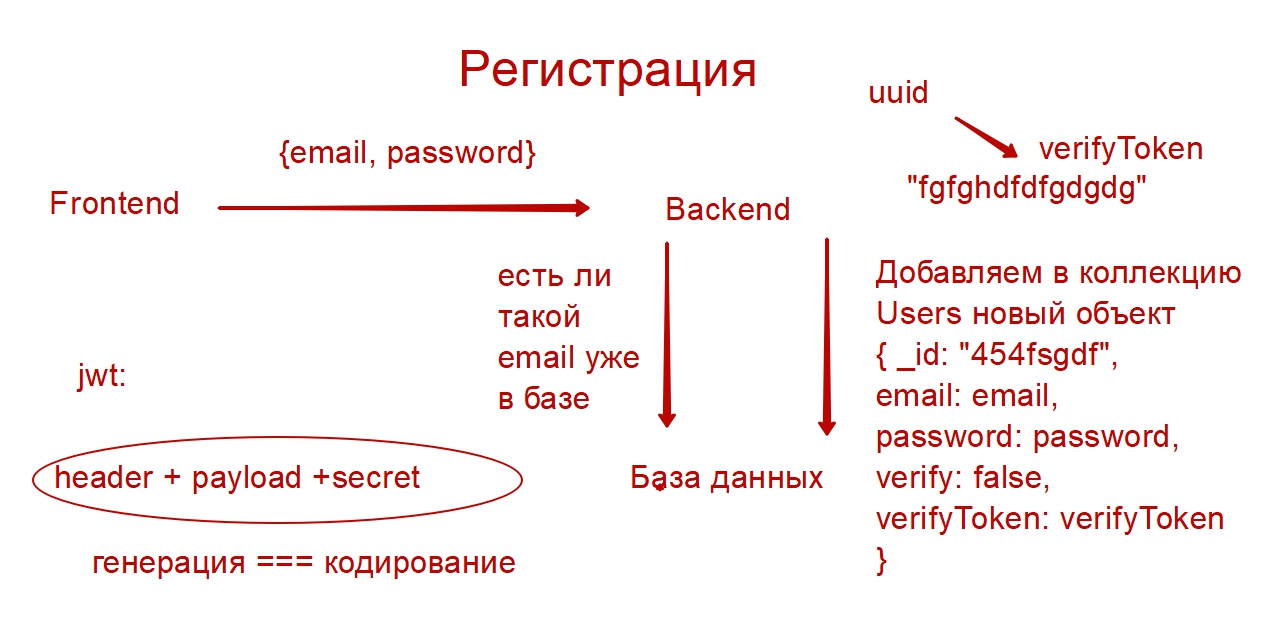 Регистрация
uuid
{email, password}
verifyToken
"fgfghdfdfgdgdg"
Frontend
Backend
есть ли
такой
email уже
в базе
Добавляем в коллекцию
Users новый объект
{ _id: "454fsgdf",
email: email,
password: password,
verify: false,
verifyToken: verifyToken
}
jwt:
header + payload +secret
База данных
генерация === кодирование